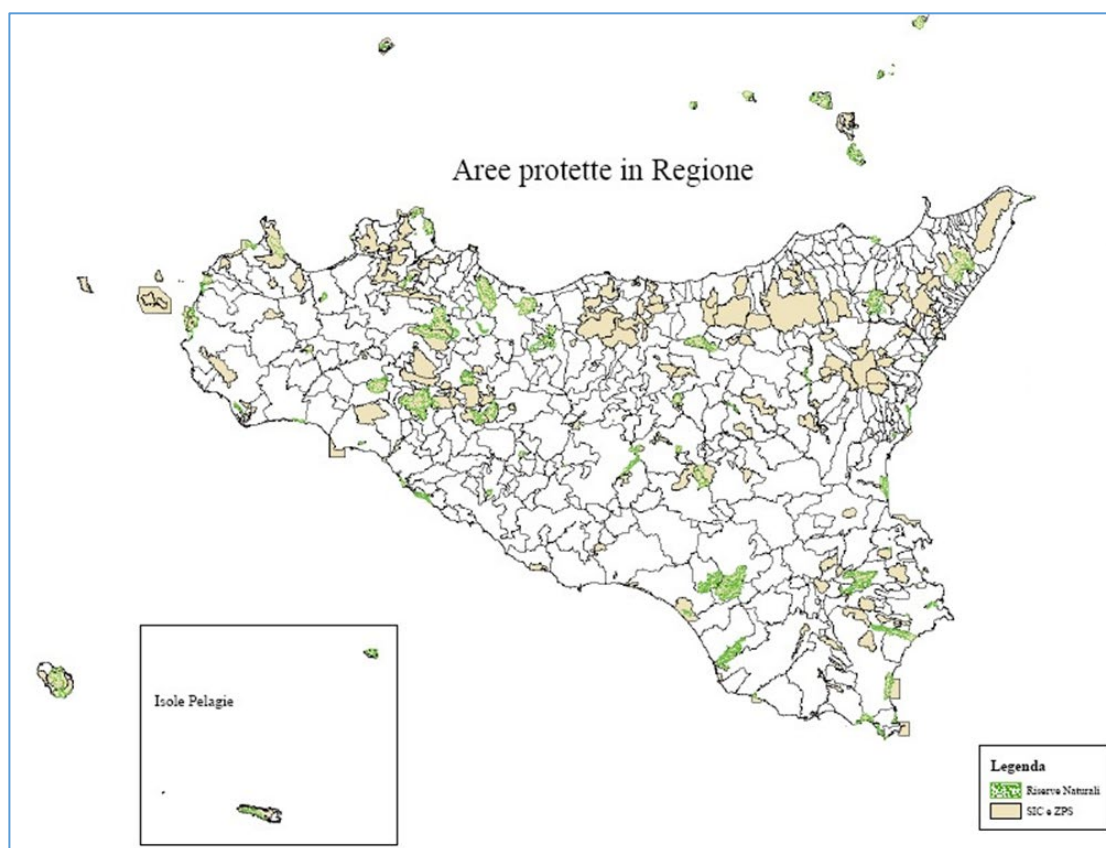 Aree protette in Regione
Isole Pelagie
Legenda
Riserve Naturali
SIC e ZPS